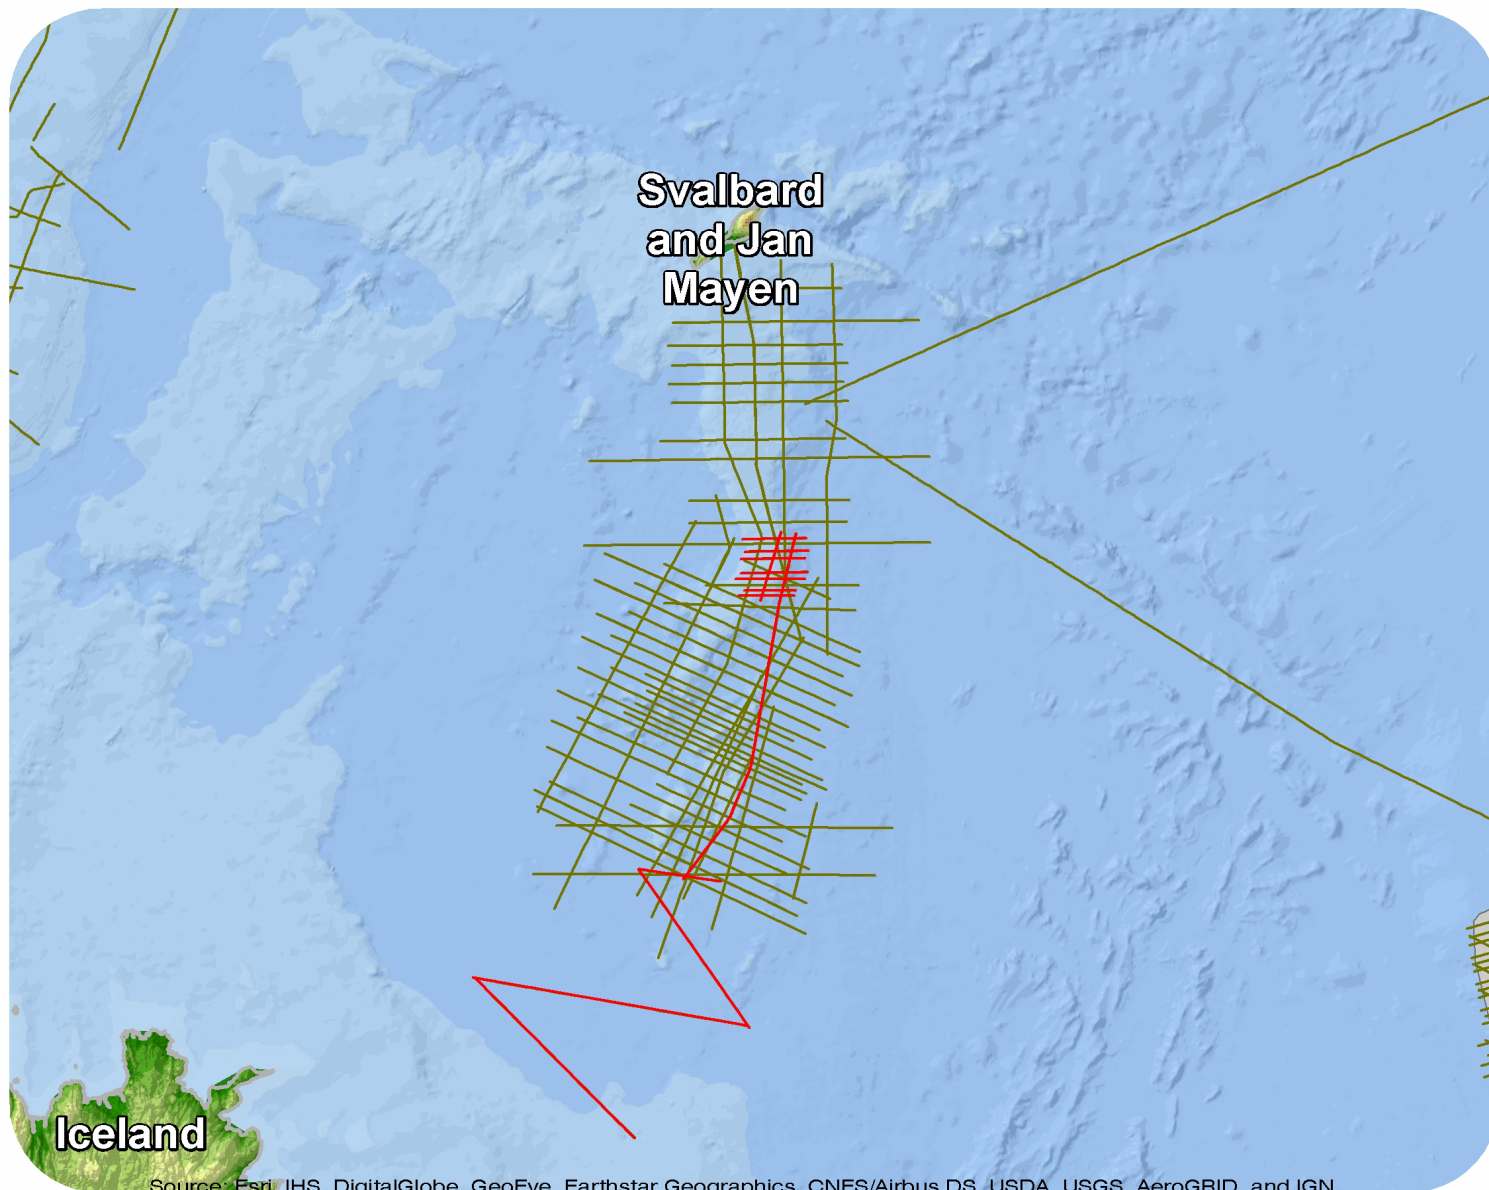 Svalbard
and Jan
Mayen
Iceland
Source: Esri, IHS, DigitalGlobe, GeoEye, Earthstar Geographics, CNES/Airbus DS, USDA, USGS, AeroGRID, and IGN